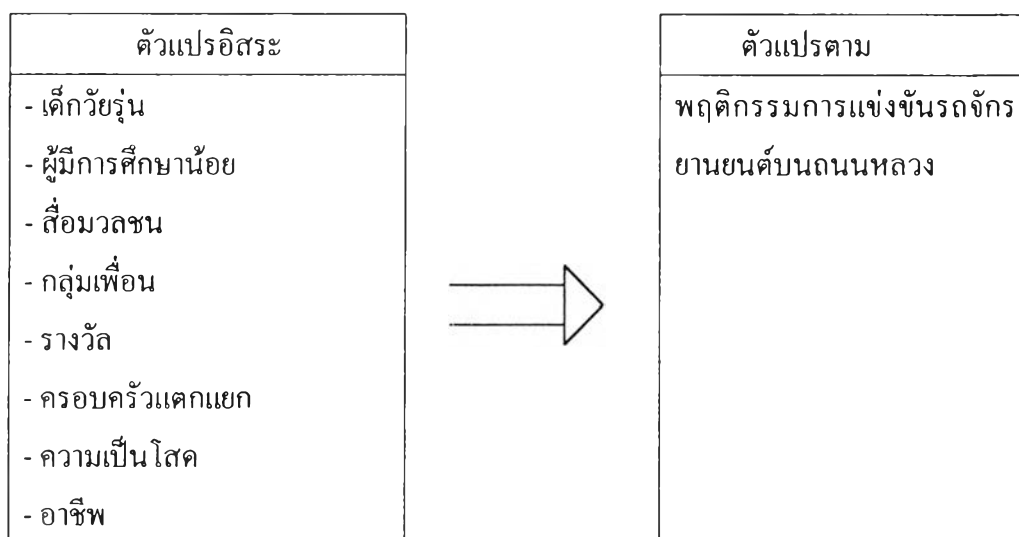 ตัวแปรอิสระ
- เด็กวัยรุ่น
- ผู้มีการศึกษาน้อย
- สื่อมวลชน
- กลุ่มเพื่อน
- รางวัล
- ครอบครัวแตกแยก
- ความเป็นโสด
- อาชีพ
ตัวแปรตาม
พฤติกรรมการแข่งขันรถจักร
ยานยนต์บนถนนหลวง